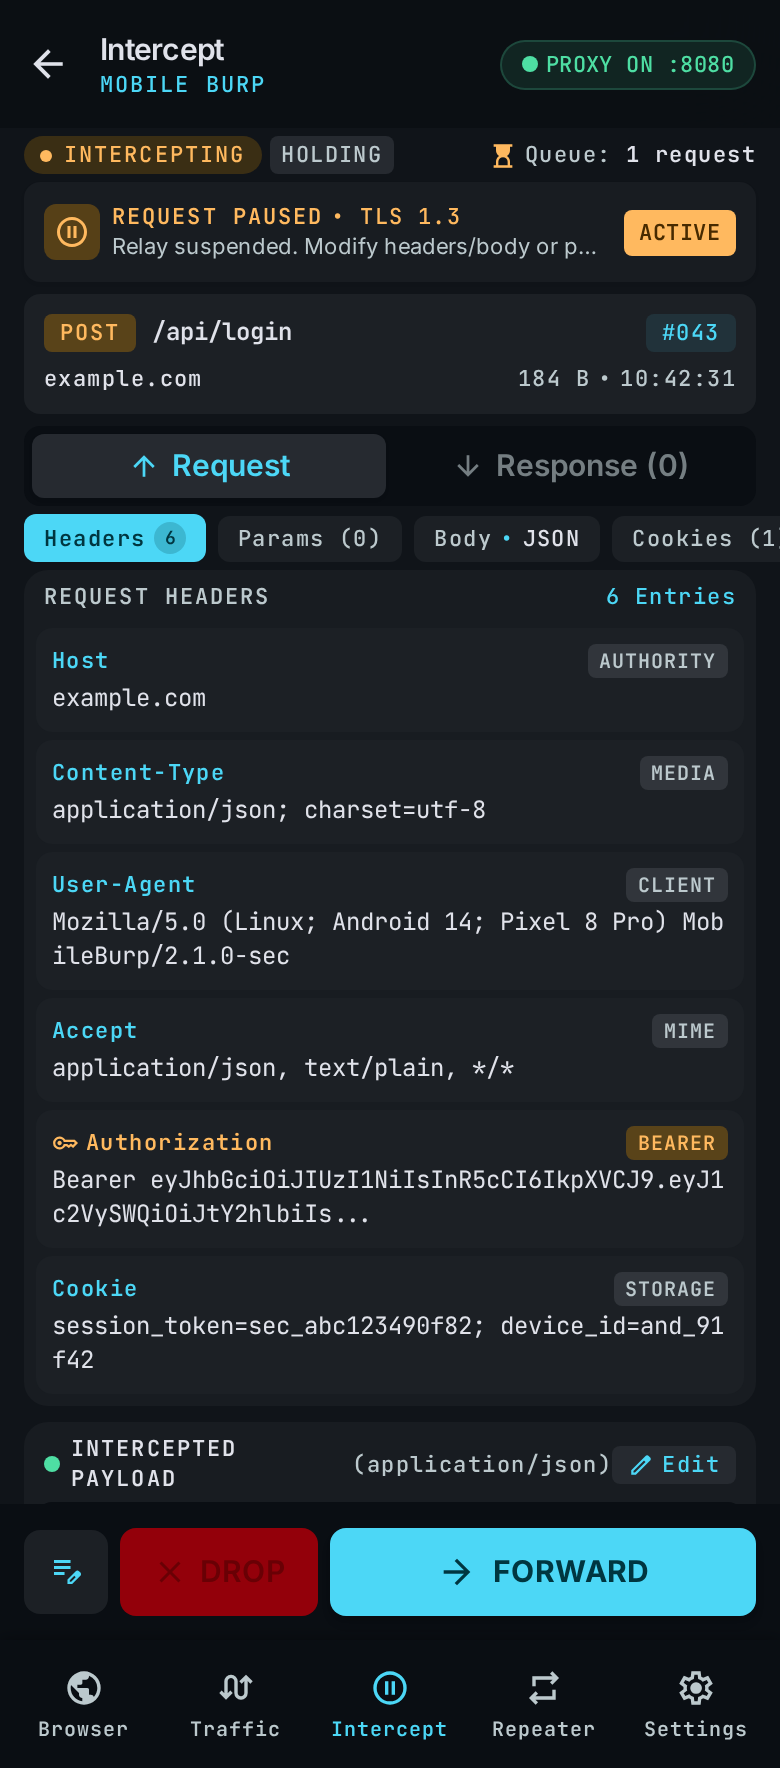 Intercept
MOBILE BURP
PROXY ON :8080
INTERCEPTING
HOLDING
Queue: 1 request
REQUEST PAUSED • TLS 1.3
Relay suspended. Modify headers/body or p...
ACTIVE
POST /api/login
#043
example.com
184 B • 10:42:31
Request
Response (0)
Headers 6
Params (0)
Body • JSON
Cookies (1)
REQUEST HEADERS
6 Entries
Host
AUTHORITY
example.com
Content-Type
MEDIA
application/json; charset=utf-8
User-Agent
CLIENT
Mozilla/5.0 (Linux; Android 14; Pixel 8 Pro) Mob
ileBurp/2.1.0-sec
Accept
MIME
application/json, text/plain, */*
Authorization
BEARER
Bearer eyJhbGciOiJIUzI1NiIsInR5cCI6IkpXVCJ9.eyJ1
c2VySWQiOiJtY2hlbiIs...
Cookie
STORAGE
session_token=sec_abc123490f82; device_id=and_91
f42
INTERCEPTED
PAYLOAD
(application/json)
Edit
DROP
FORWARD
Browser
Traffic
Intercept
Repeater
Settings